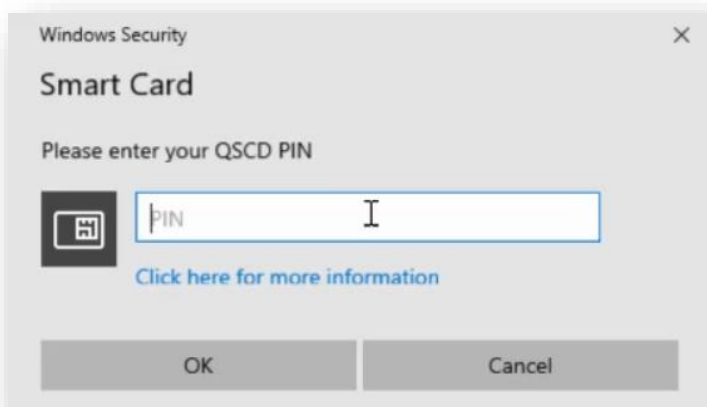 Windows Security
Smart Card
Please enter your QSCD PIN
PIN
Click here for more information
OK Cancel